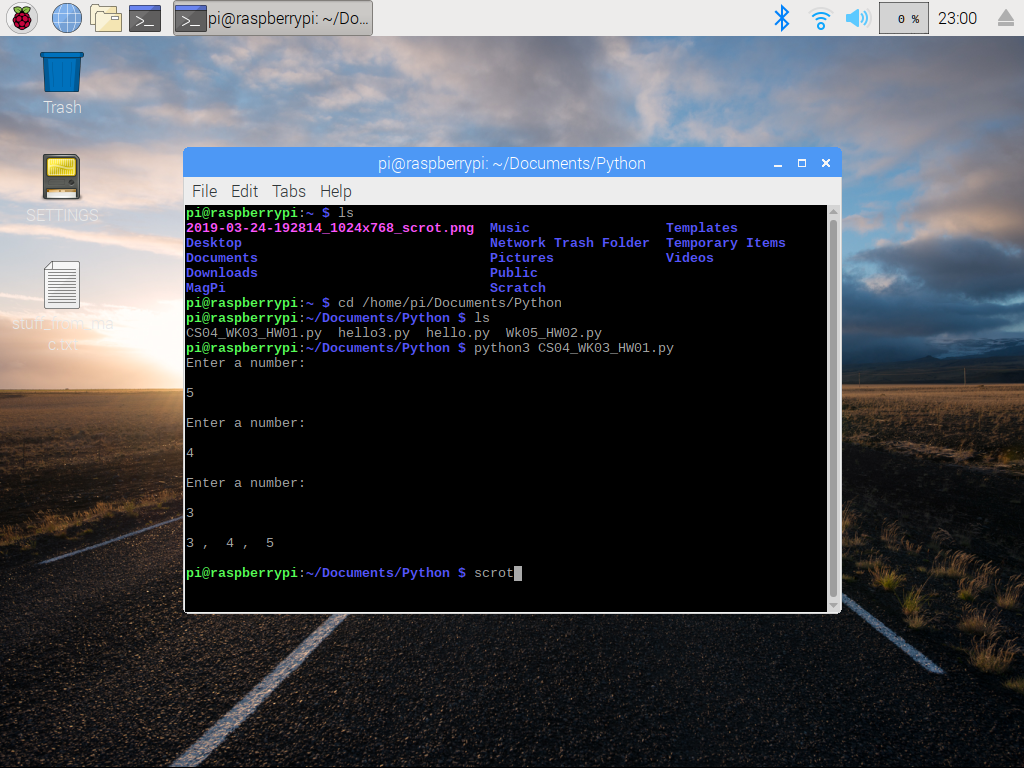 pi@raspberrypi: ~/Do...
0 %
23:00
Trash
SETTINGS
stuff_from_ma
c.txt
pi@raspberrypi: ~/Documents/Python
File Edit Tabs Help
pi@raspberrypi:~ $ ls
2019-03-24-192814_1024x768_scrot.png  Music                Templates
Desktop                               Network Trash Folder  Temporary Items
Documents                             Pictures             Videos
Downloads                             Public
MagPi                                 Scratch
pi@raspberrypi:~ $ cd /home/pi/Documents/Python
pi@raspberrypi:~/Documents/Python $ ls
CS04_WK03_HW01.py  hello3.py  hello.py  Wk05_HW02.py
pi@raspberrypi:~/Documents/Python $ python3 CS04_WK03_HW01.py
Enter a number:
5
Enter a number:
4
Enter a number:
3
3 ,  4 ,  5
pi@raspberrypi:~/Documents/Python $ scrot